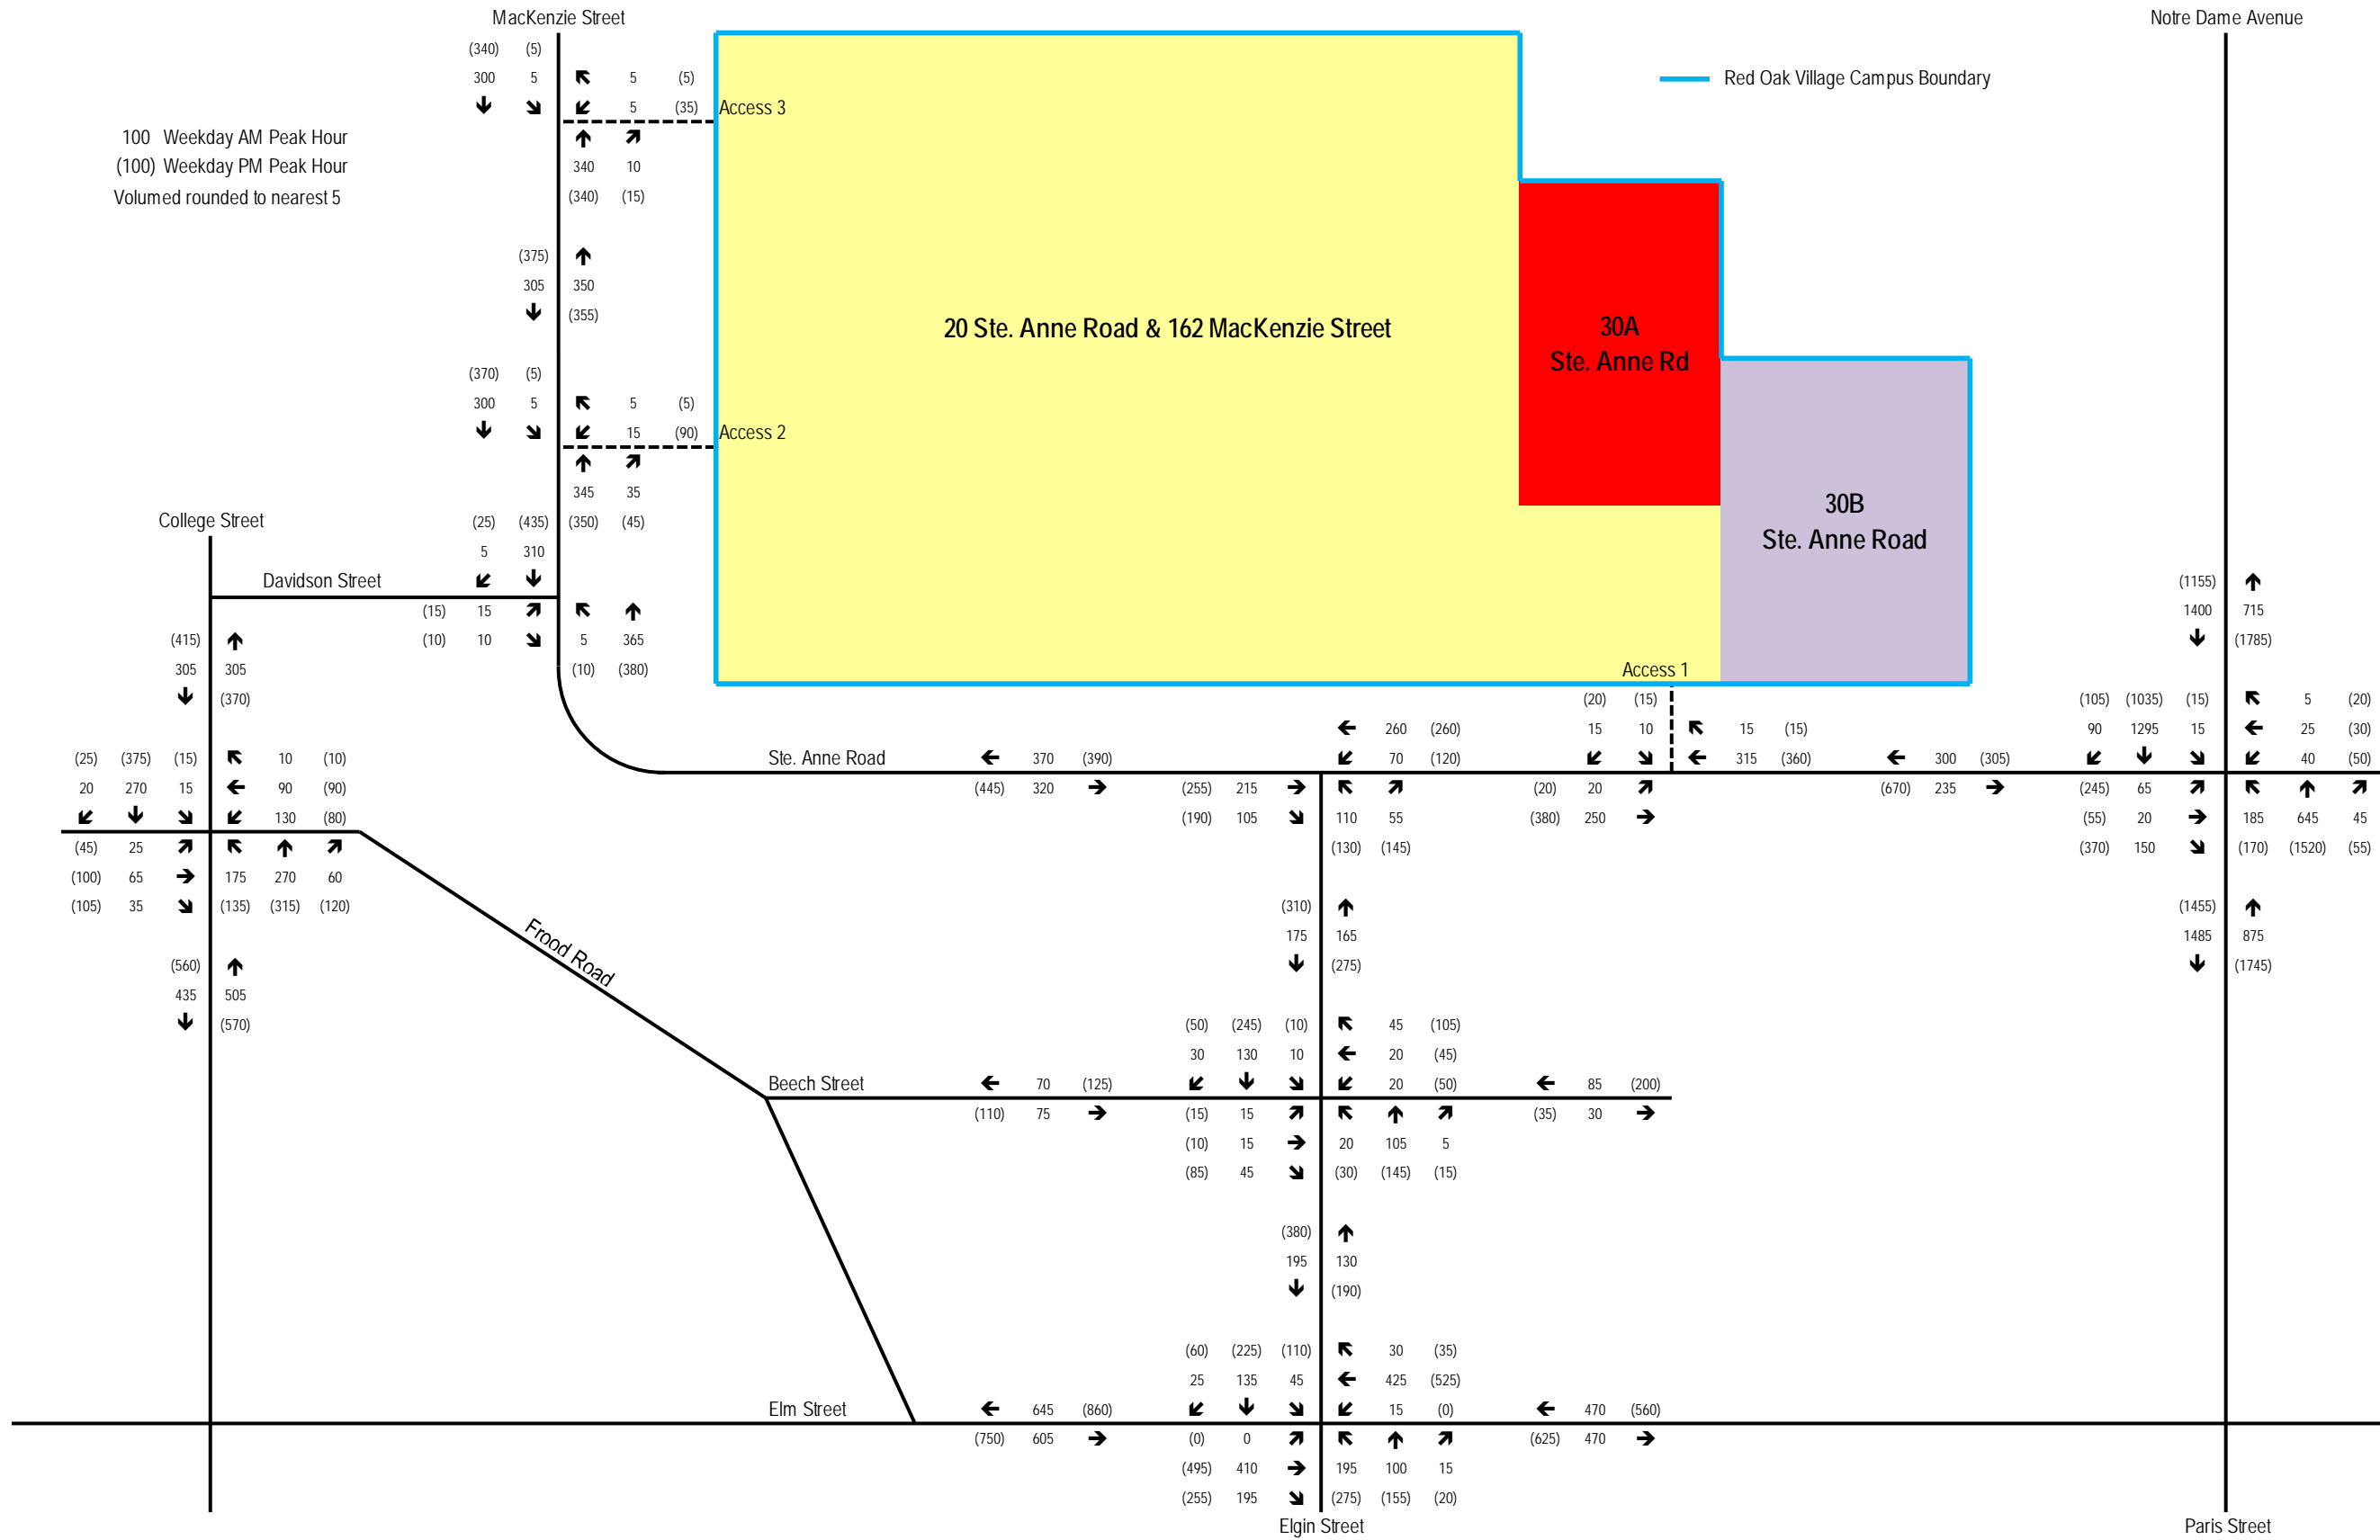 MacKenzie Street
Notre Dame Avenue
(340) (5)
300 5 ↖ 5 (5)
↓ ↘ ↙ 5 (35) Access 3
Red Oak Village Campus Boundary
100 Weekday AM Peak Hour
(100) Weekday PM Peak Hour
Volumed rounded to nearest 5
↑ ↗
340 10
(340) (15)
(375) ↑
305 350
↓ (355)
20 Ste. Anne Road & 162 MacKenzie Street
30A
Ste. Anne Rd
(370) (5)
300 5 ↖ 5 (5)
↓ ↘ ↙ 15 (90) Access 2
↑ ↗
345 35
(350) (45)
30B
Ste. Anne Road
College Street
(25) (435)
5 310
Davidson Street ↙ ↓
(15) 15 ↗ ↖ ↑
(10) 10 ↘ 5 365
(10) (380)
(415) ↑
305 305
↓ (370)
(1155) ↑
1400 715
↓ (1785)
Access 1
(20) (15)
15 10 ↖ 15 (15)
↙ ↘ ← 315 (360)
← 260 (260)
↙ 70 (120)
Ste. Anne Road ← 370 (390)
(445) 320 →
(255) 215 → ↖ ↗
(190) 105 ↘ 110 55
(130) (145)
(20) 20 ↗
(380) 250 →
← 300 (305)
(670) 235 →
(105) (1035) (15) ↖ 5 (20)
90 1295 15 ← 25 (30)
↙ ↓ ↘ ↙ 40 (50)
(245) 65 ↗ ↖ ↑ ↗
(55) 20 → 185 645 45
(370) 150 ↘ (170) (1520) (55)
(25) (375) (15) ↖ 10 (10)
20 270 15 ← 90 (90)
↙ ↓ ↘ ↙ 130 (80)
(45) 25 ↗ ↖ ↑ ↗
(100) 65 → 175 270 60
(105) 35 ↘ (135) (315) (120)
Frood Road
(310) ↑
175 165
↓ (275)
(1455) ↑
1485 875
↓ (1745)
(560) ↑
435 505
↓ (570)
(50) (245) (10) ↖ 45 (105)
30 130 10 ← 20 (45)
↙ ↓ ↘ ↙ 20 (50)
Beech Street ← 70 (125)
(110) 75 →
← 85 (200)
(35) 30 →
(15) 15 ↗ ↖ ↑ ↗
(10) 15 → 20 105 5
(85) 45 ↘ (30) (145) (15)
(380) ↑
195 130
↓ (190)
(60) (225) (110) ↖ 30 (35)
25 135 45 ← 425 (525)
↙ ↓ ↘ ↙ 15 (0)
Elm Street ← 645 (860)
(750) 605 →
← 470 (560)
(625) 470 →
(0) 0 ↗ ↖ ↑ ↗
(495) 410 → 195 100 15
(255) 195 ↘ (275) (155) (20)
Elgin Street
Paris Street